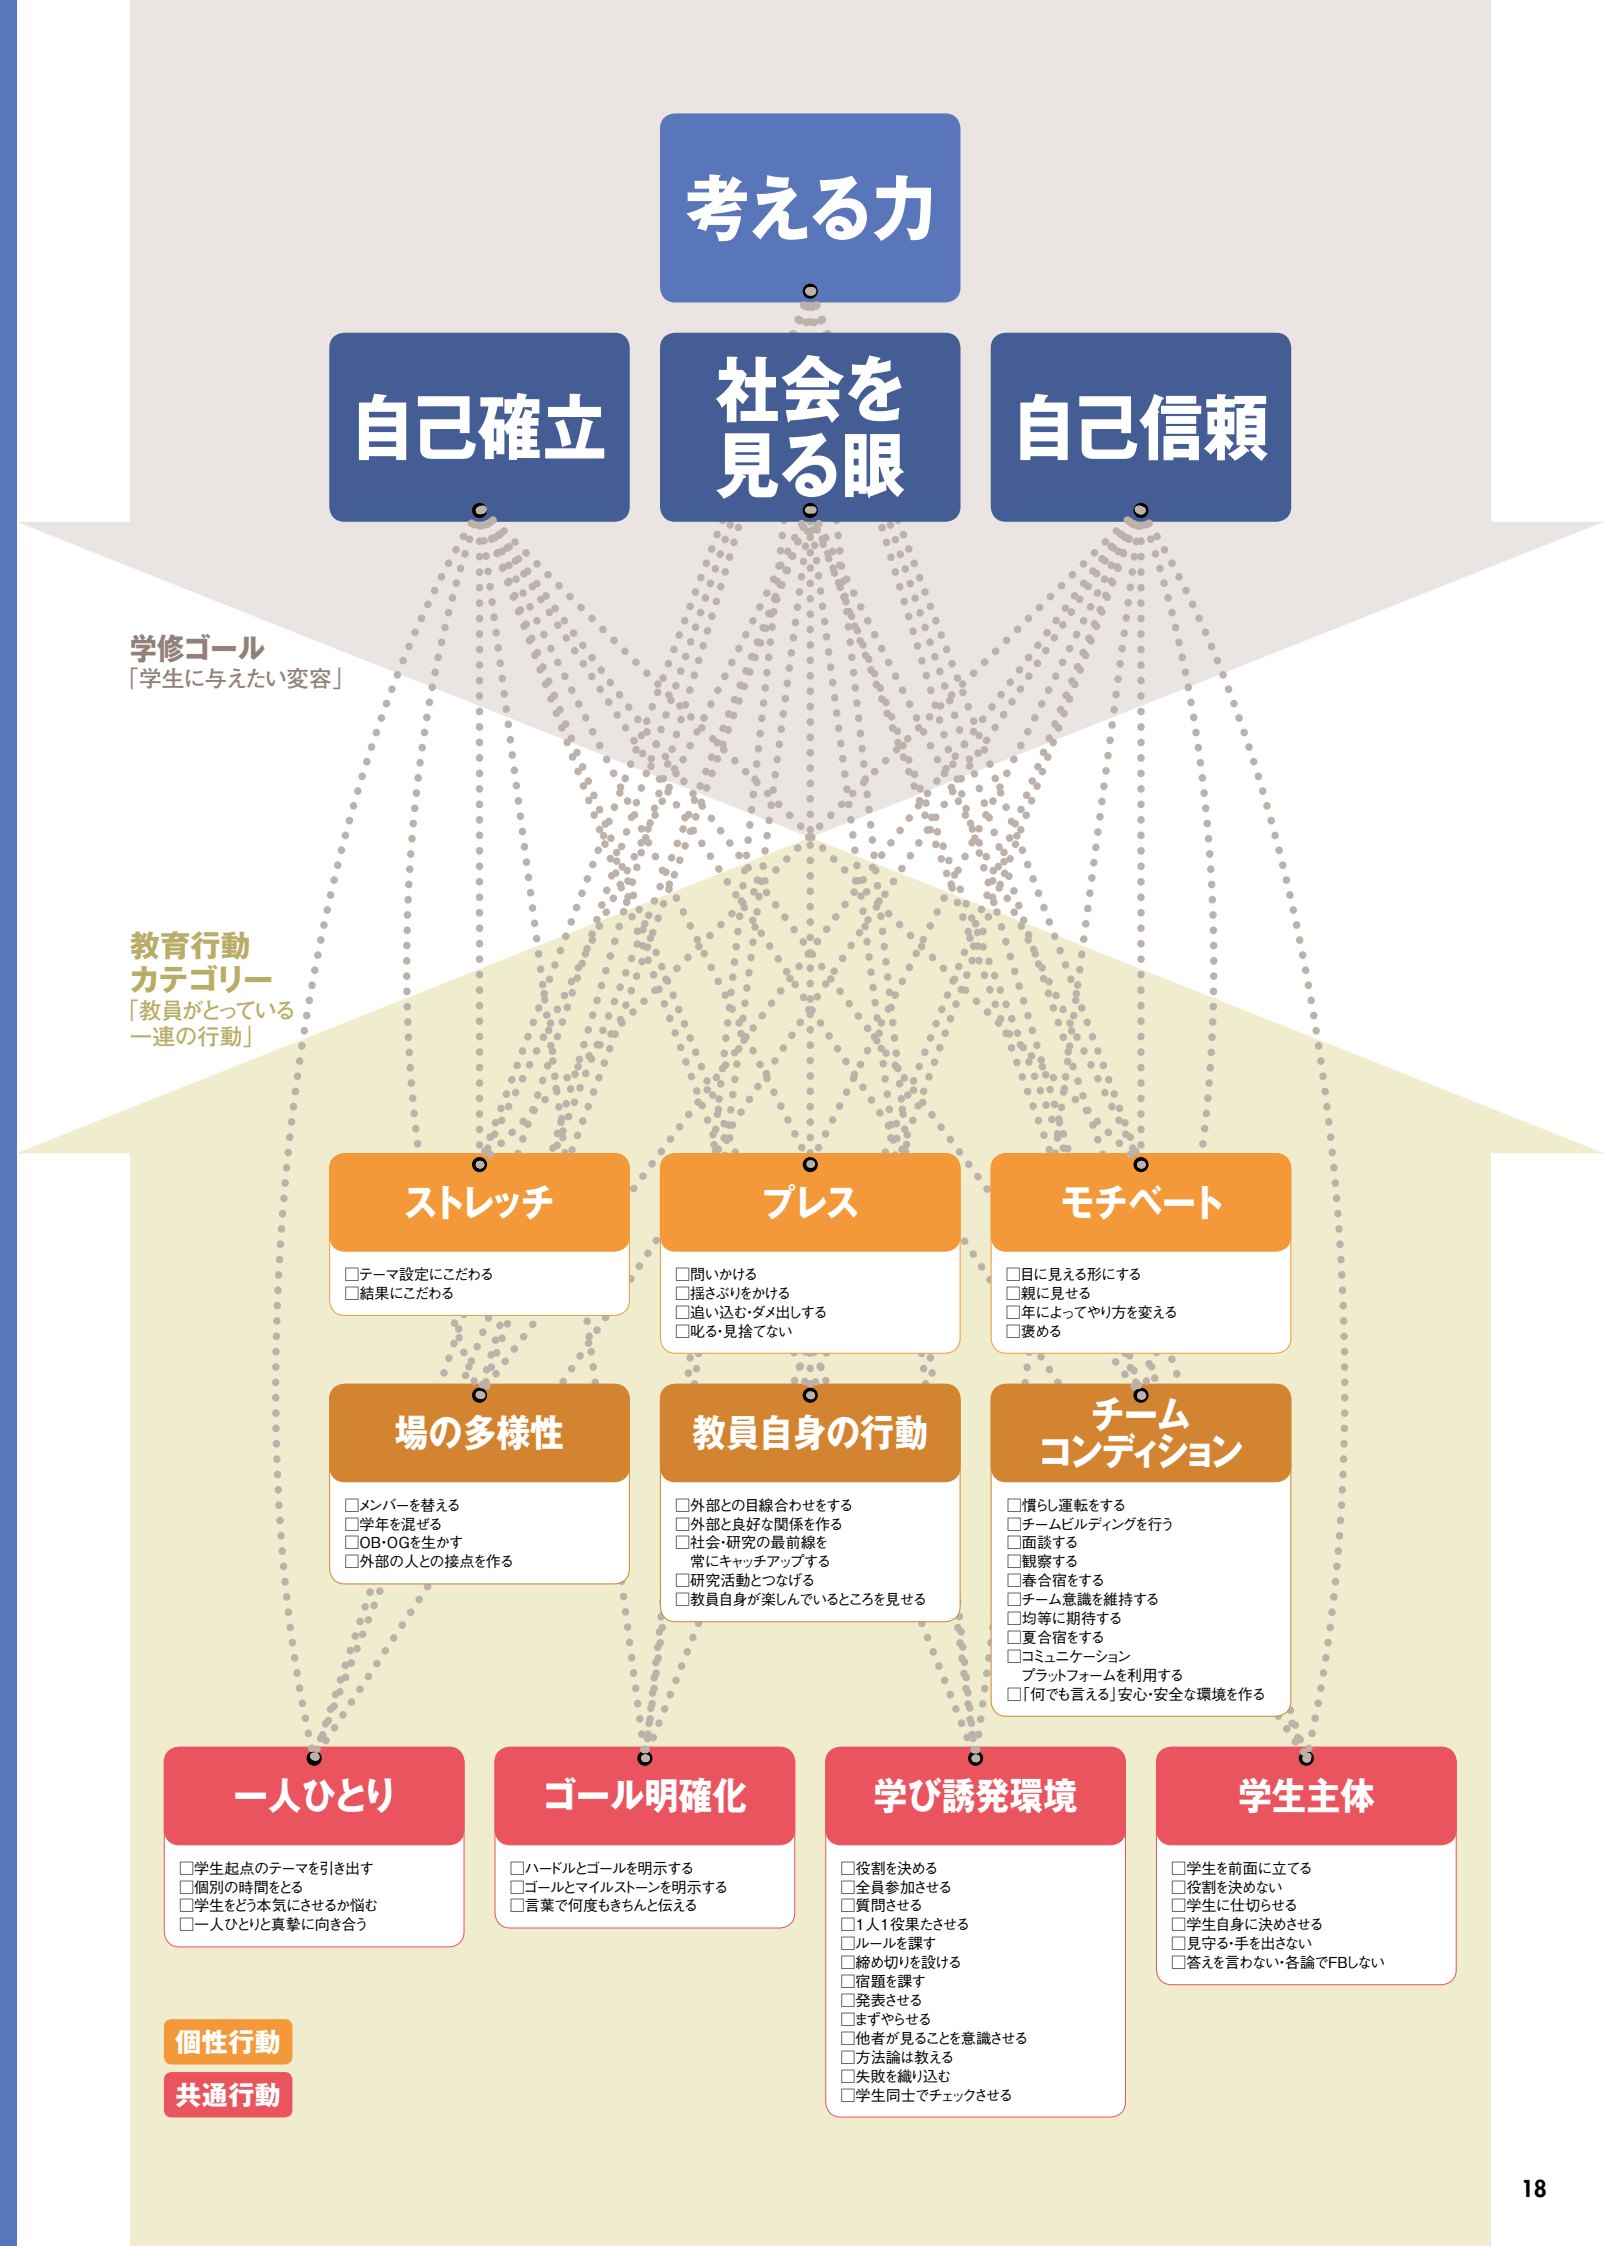 考える力
自己確立
社会を
見る眼
自己信頼
学修ゴール
「学生に与えたい変容」
教育行動
カテゴリー
「教員がとっている
一連の行動」
ストレッチ
□テーマ設定にこだわる
□結果にこだわる
プレス
□問いかける
□揺さぶりをかける
□追い込む・ダメ出しする
□叱る・見捨てない
モチベート
□目に見える形にする
□親に見せる
□年によってやり方を変える
□褒める
場の多様性
□メンバーを替える
□学年を混ぜる
□OB・OGを生かす
□外部の人との接点を作る
教員自身の行動
□外部との目線合わせをする
□外部と良好な関係を作る
□社会・研究の最前線を
常にキャッチアップする
□研究活動とつなげる
□教員自身が楽しんでいるところを見せる
チーム
コンディション
□慣らし運転をする
□チームビルディングを行う
□面談する
□観察する
□春合宿をする
□チーム意識を維持する
□均等に期待する
□夏合宿をする
□コミュニケーション
プラットフォームを利用する
□「何でも言える」安心・安全な環境を作る
一人ひとり
□学生起点のテーマを引き出す
□個別の時間をとる
□学生をどう本気にさせるか悩む
□一人ひとりと真摯に向き合う
ゴール明確化
□ハードルとゴールを明示する
□ゴールとマイルストーンを明示する
□言葉で何度もきちんと伝える
学び誘発環境
□役割を決める
□全員参加させる
□質問させる
□1人1役果たさせる
□ルールを課す
□締め切りを設ける
□宿題を課す
□発表させる
□まずやらせる
□他者が見ることを意識させる
□方法論は教える
□失敗を織り込む
□学生同士でチェックさせる
学生主体
□学生を前面に立てる
□役割を決めない
□学生に仕切らせる
□学生自身に決めさせる
□見守る・手を出さない
□答えを言わない・各論でFBしない
個性行動
共通行動
18